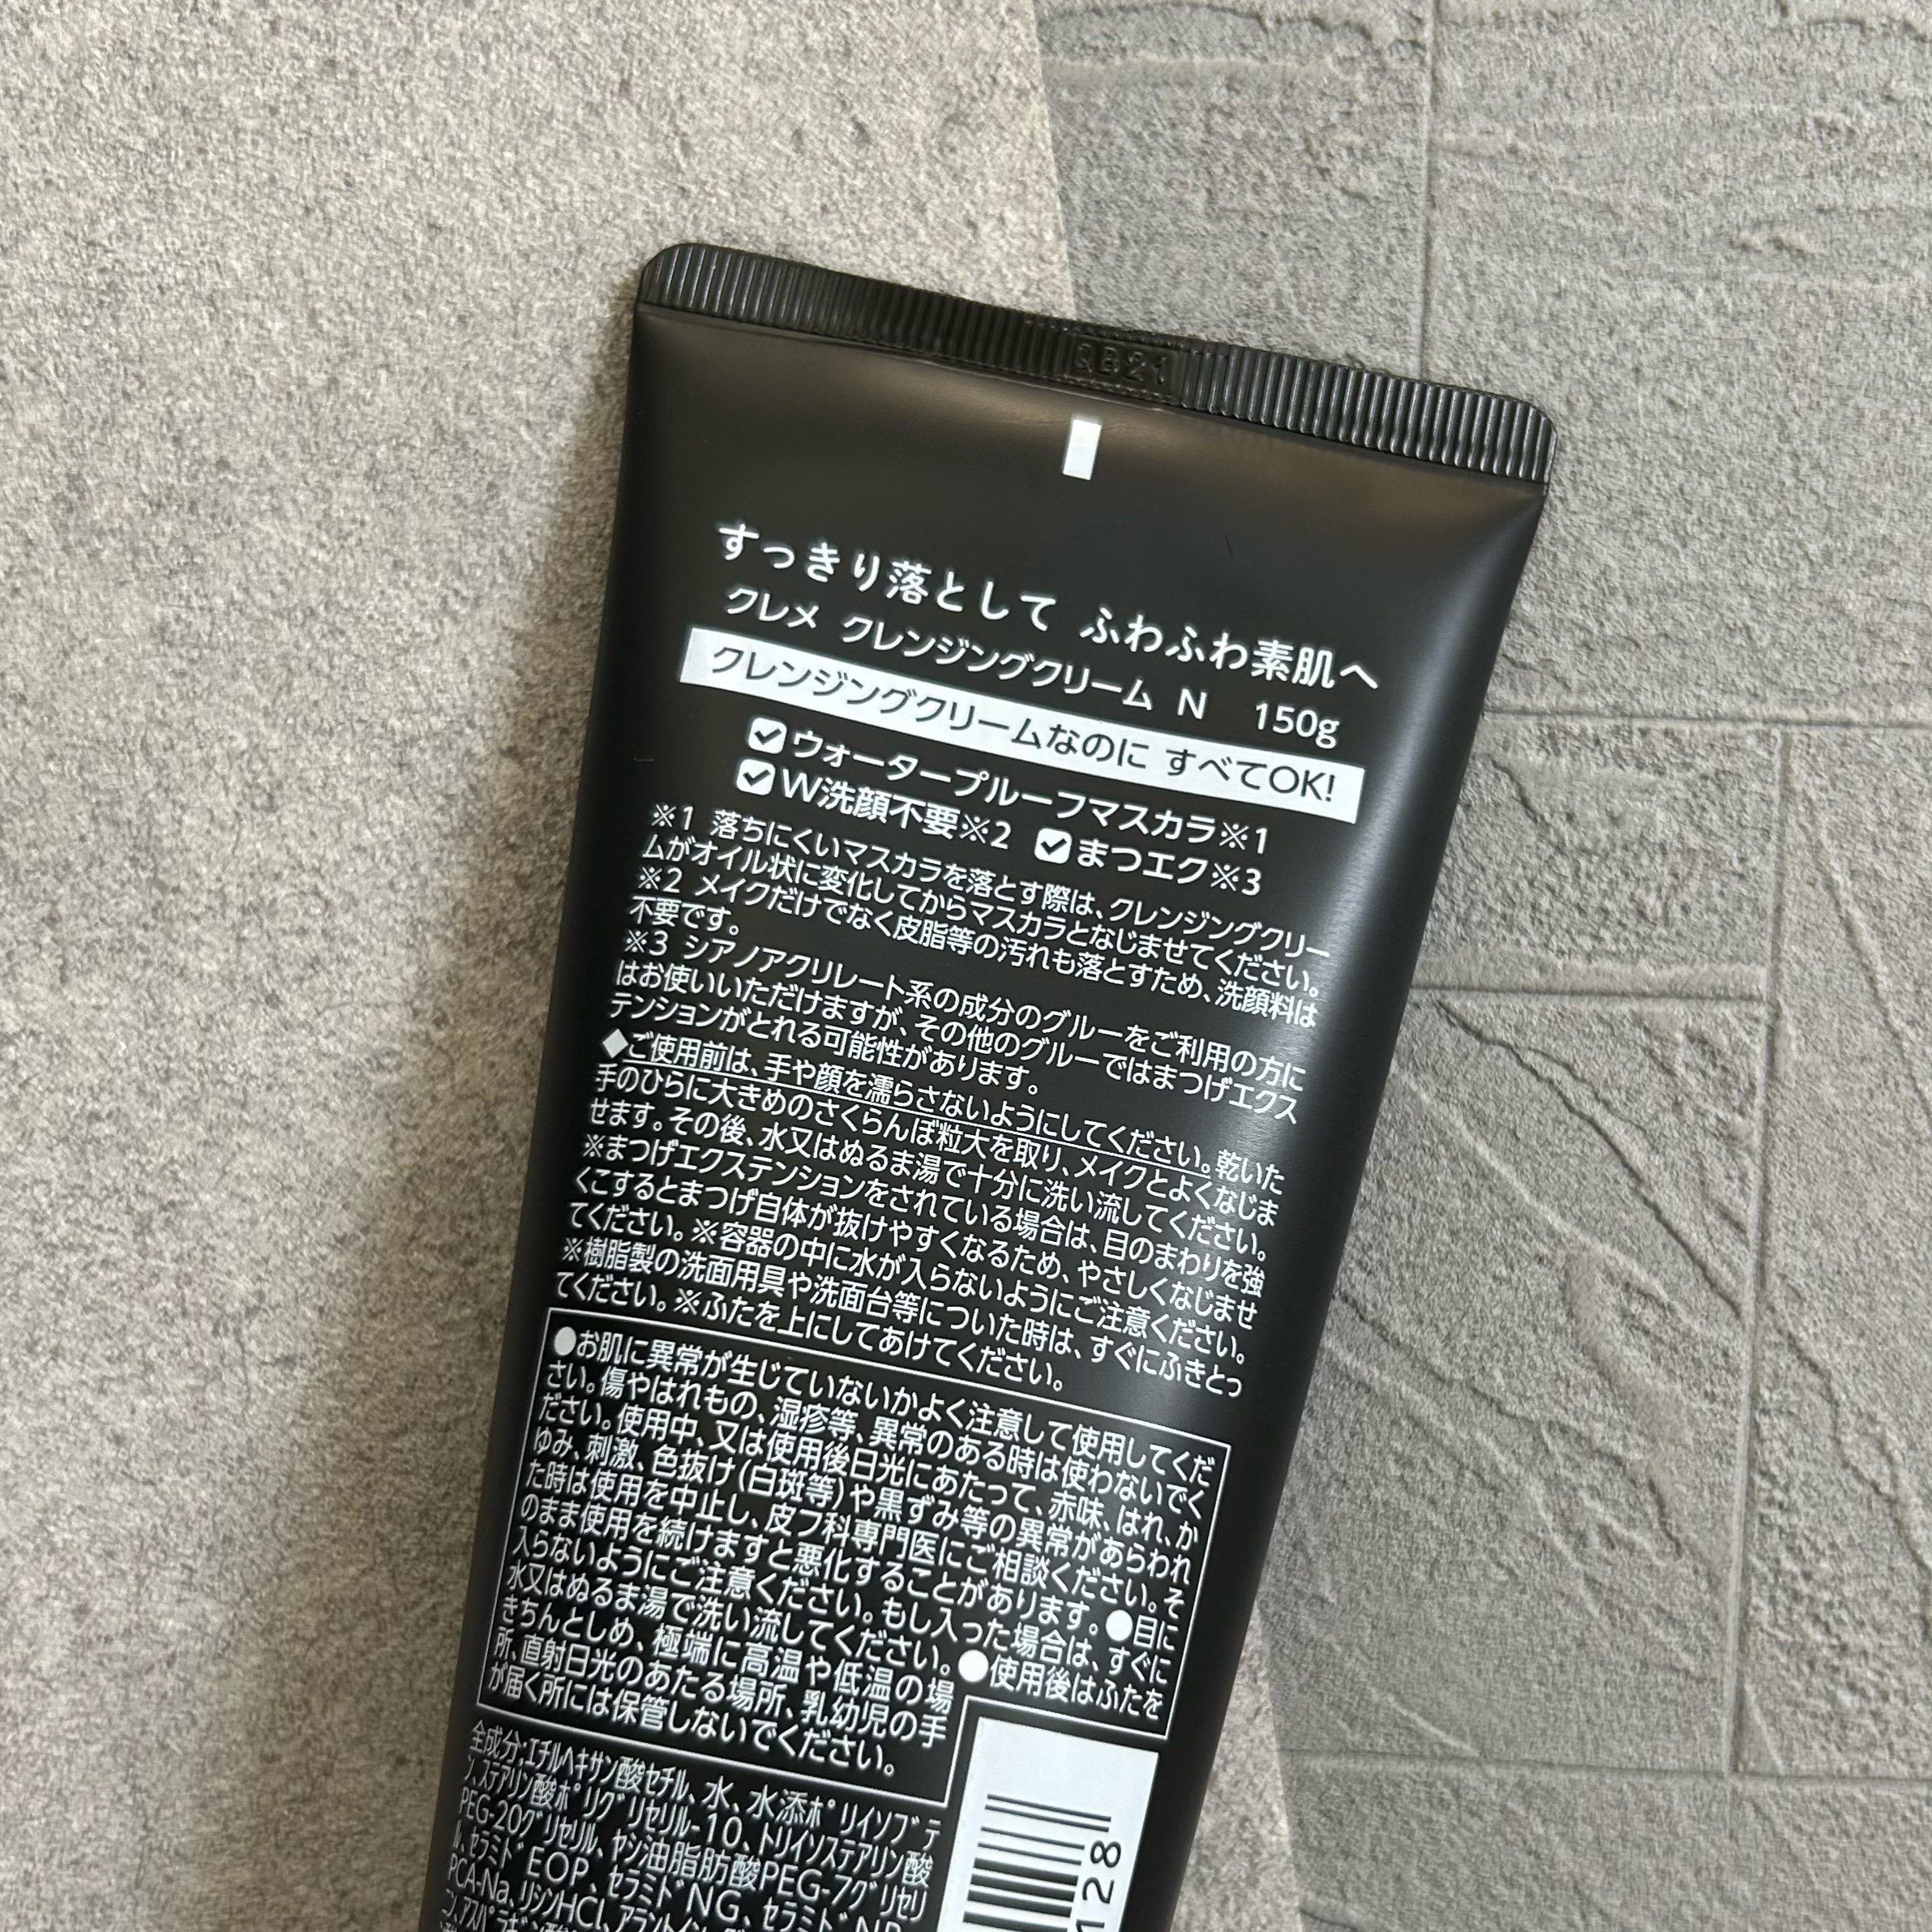 すっきり落として ふわふわ素肌へ
クレメ クレンジングクリーム N 150g
クレンジングクリームなのに すべてOK!
ウォータープルーフマスカラ※1
W洗顔不要※2 まつエク※3
※1 落ちにくいマスカラを落とす際は、クレンジングクリー
ムがオイル状に変化してからマスカラとなじませてください。
※2 メイクだけでなく皮脂等の汚れも落とすため、洗顔料は
不要です。
※3 シアノアクリレート系の成分のグルーをご利用の方に
はお使いいただけますが、その他のグルーではまつげエクス
テンションがとれる可能性があります。
◆ご使用前は、手や顔を濡らさないようにしてください。乾いた
手のひらに大きめのさくらんぼ粒大を取り、メイクとよくなじま
せます。その後、水又はぬるま湯で十分に洗い流してください。
※まつげエクステンションをされている場合は、目のまわりを強
くこするとまつげ自体が抜けやすくなるため、やさしくなじませ
てください。※容器の中に水が入らないようにご注意ください。
※樹脂製の洗面用具や洗面台等についた時は、すぐにふきとっ
てください。※ふたを上にしてあけてください。
●お肌に異常が生じていないかよく注意して使用してくだ
さい。傷やはれもの、湿疹等、異常のある時は使わないでく
ださい。使用中、又は使用後日光にあたって、赤味、はれ、か
ゆみ、刺激、色抜け(白斑等)や黒ずみ等の異常があらわれ
た時は使用を中止し、皮フ科専門医にご相談ください。そ
のまま使用を続けますと悪化することがあります。●目に
入らないようにご注意ください。もし入った場合は、すぐに
水又はぬるま湯で洗い流してください。●使用後はふたを
きちんとしめ、極端に高温や低温の場
所、直射日光のあたる場所、乳幼児の手
が届く所には保管しないでください。
全成分;エチルヘキサン酸セチル、水、水添ポリイソブテ
ン、ステアリン酸ポリグリセリル-10、トリイソステアリン酸
PEG-20グリセリル、ヤシ油脂肪酸PEG-7グリセリ
ル、セラミドEOP、セラミドNG、セラミドNP
PCA-Na、リシンHCl、アラントイン
128